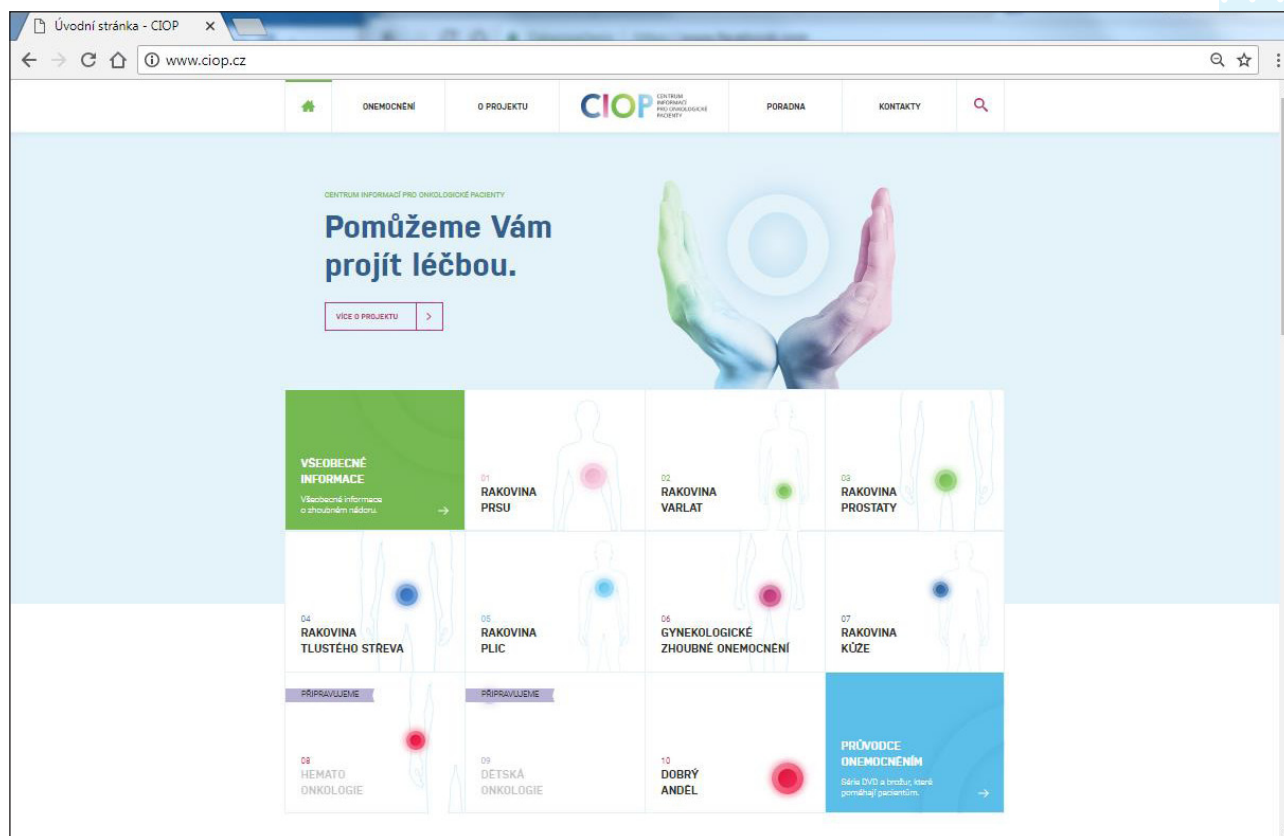 Úvodní stránka - CIOP
www.ciop.cz
ONEMOCNĚNÍ
O PROJEKTU
CIOP
CENTRUM
INFORMACÍ
PRO ONKOLOGICKÉ
PACIENTY
PORADNA
KONTAKTY
CENTRUM INFORMACÍ PRO ONKOLOGICKÉ PACIENTY
Pomůžeme Vám
projít léčbou.
VÍCE O PROJEKTU
VŠEOBECNÉ
INFORMACE
Všeobecné informace
o zhoubném nádoru.
01
RAKOVINA
PRSU
02
RAKOVINA
VARLAT
03
RAKOVINA
PROSTATY
04
RAKOVINA
TLUSTÉHO STŘEVA
05
RAKOVINA
PLIC
06
GYNEKOLOGICKÉ
ZHOUBNÉ ONEMOCNĚNÍ
07
RAKOVINA
KŮŽE
PŘIPRAVUJEME
08
HEMATO
ONKOLOGIE
PŘIPRAVUJEME
09
DĚTSKÁ
ONKOLOGIE
10
DOBRÝ
ANDĚL
PRŮVODCE
ONEMOCNĚNÍM
Série DVD a brožur, které
pomáhají pacientům.